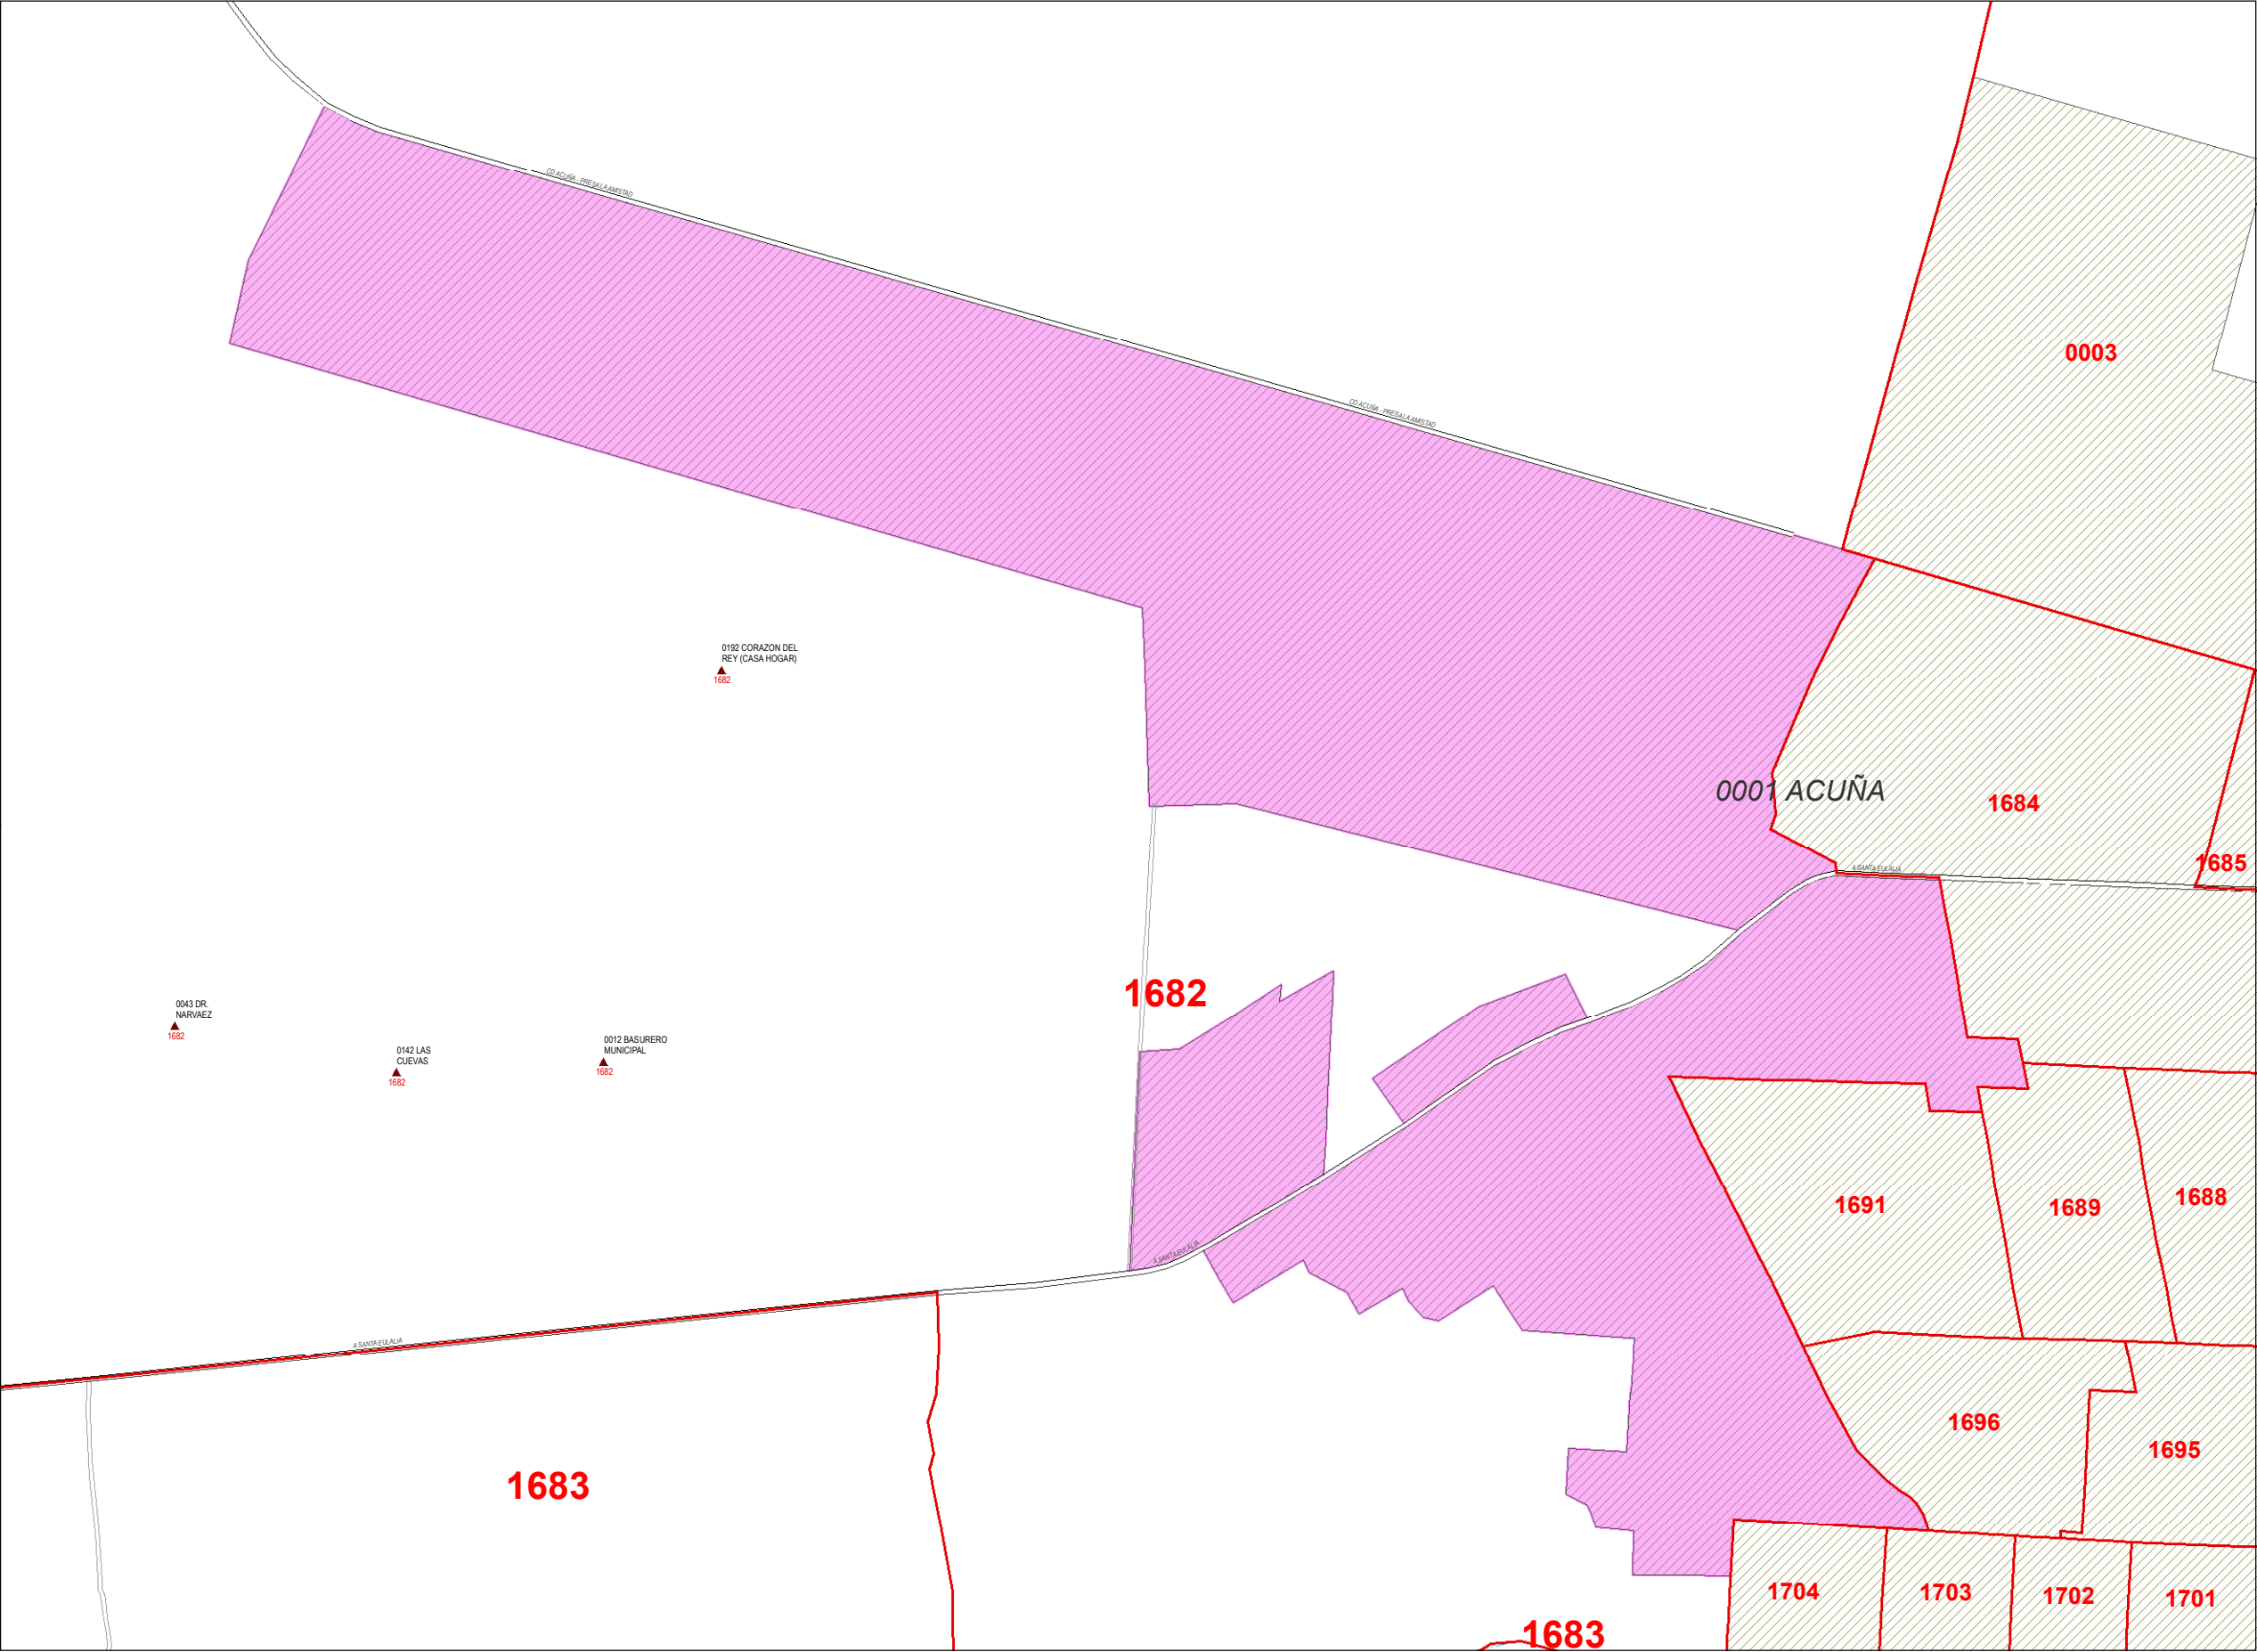 CD ACUÑA - PRESA LA AMISTAD
0003
CD ACUÑA - PRESA LA AMISTAD
0192 CORAZON DEL
REY (CASA HOGAR)
1682
0001 ACUÑA
1684
1685
A SANTA EULALIA
1682
0043 DR.
NARVAEZ
1682
0142 LAS
CUEVAS
1682
0012 BASURERO
MUNICIPAL
1682
1691
1689
1688
A SANTA EULALIA
A SANTA EULALIA
1696
1695
1683
1704
1703
1702
1701
1683